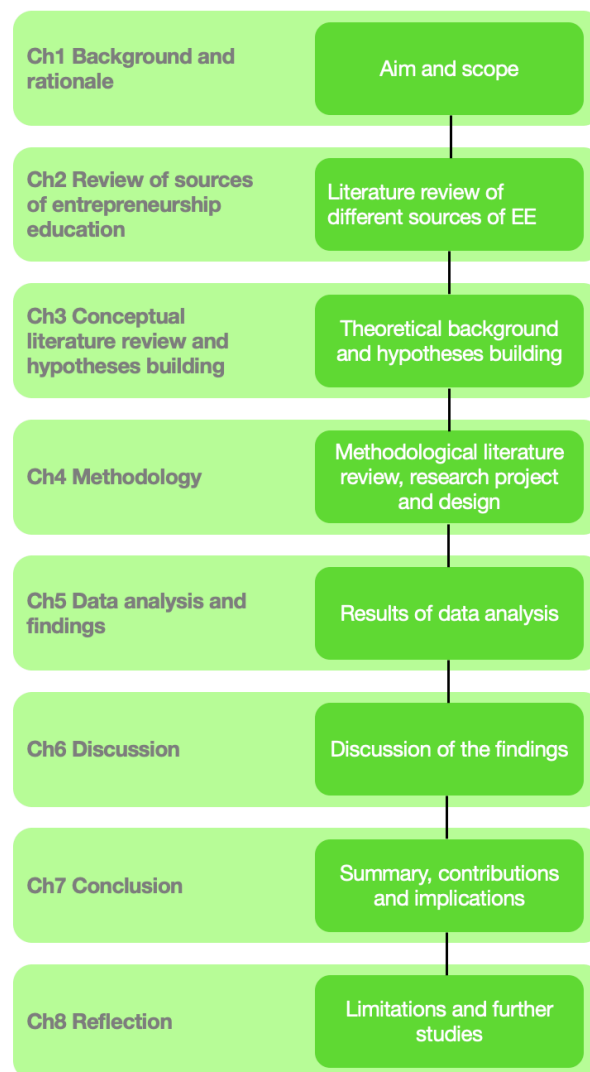 Ch1 Background and
rationale
Aim and scope
Ch2 Review of sources
of entrepreneurship
education
Literature review of
different sources of EE
Ch3 Conceptual
literature review and
hypotheses building
Theoretical background
and hypotheses building
Ch4 Methodology
Methodological literature
review, research project
and design
Ch5 Data analysis and
findings
Results of data analysis
Ch6 Discussion
Discussion of the findings
Ch7 Conclusion
Summary, contributions
and implications
Ch8 Reflection
Limitations and further
studies